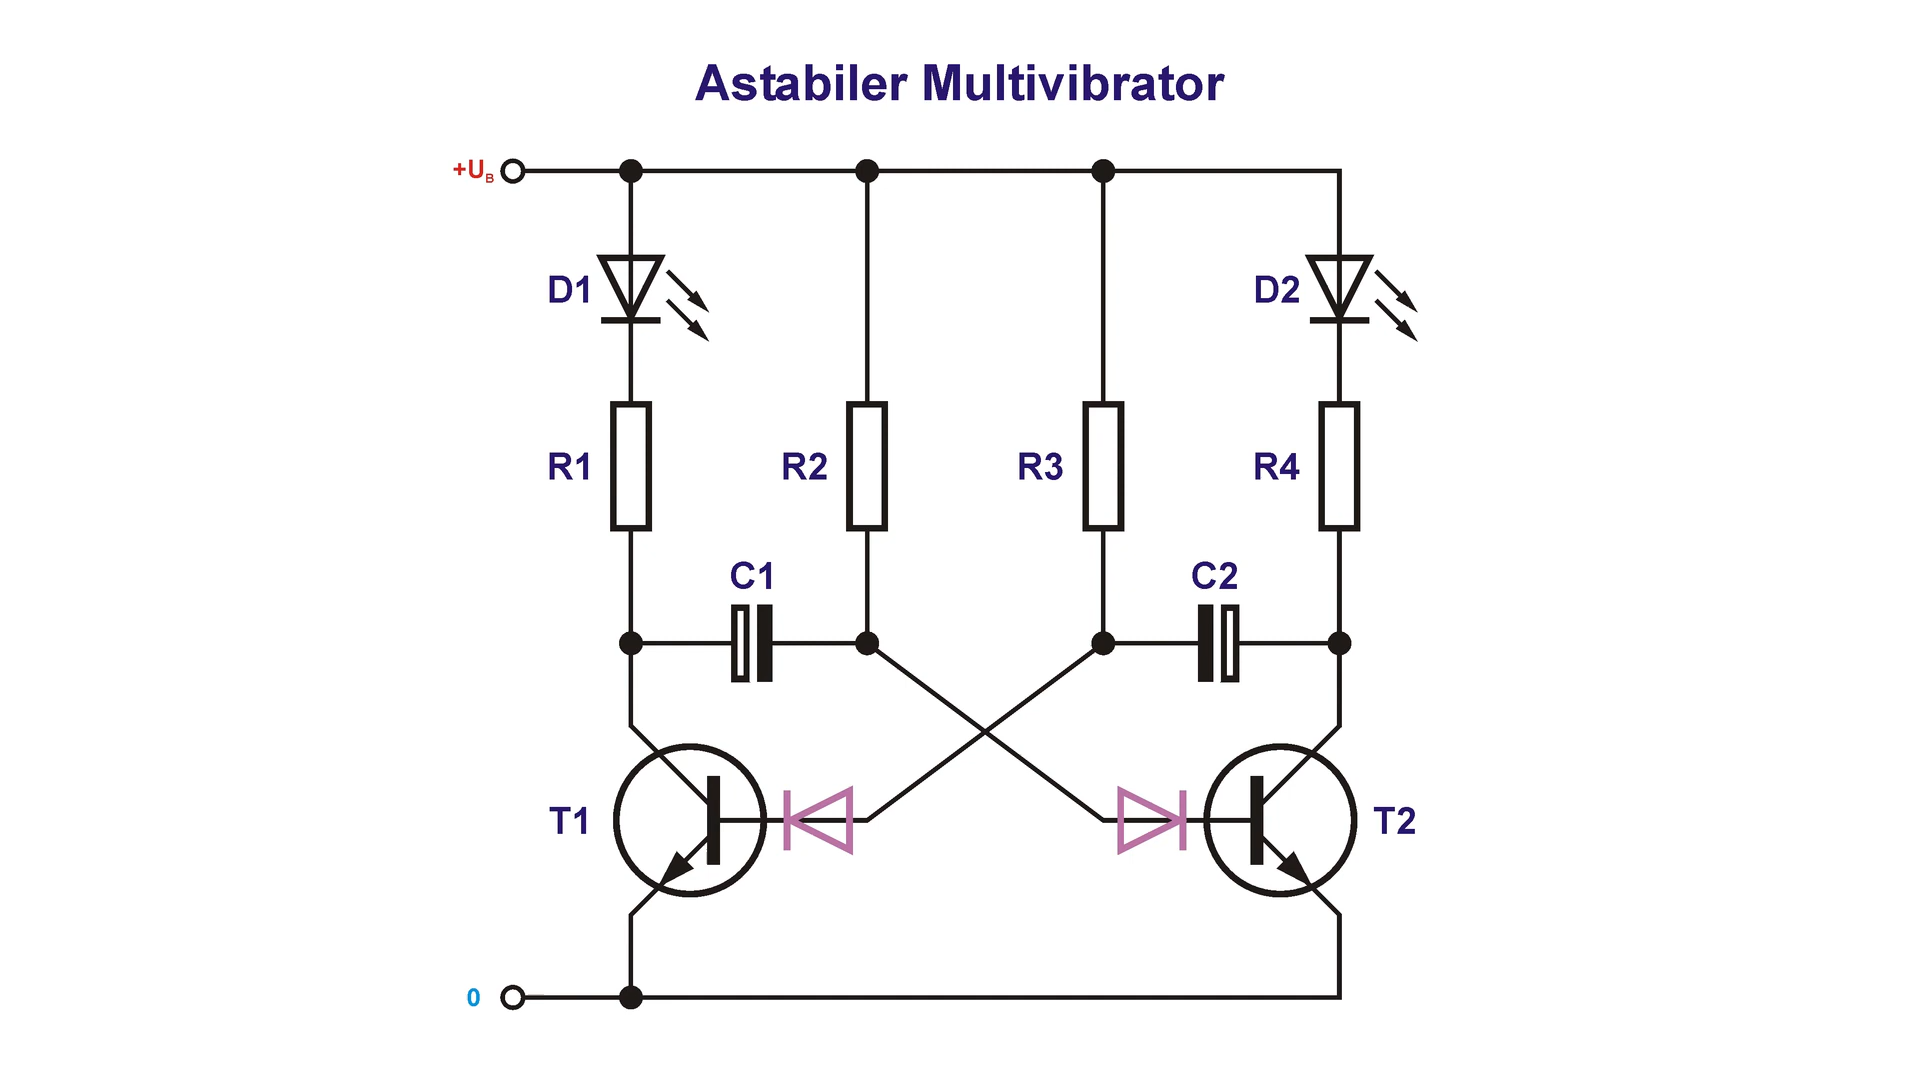 Astabiler Multivibrator
+UB
D1
D2
R1
R2
R3
R4
C1
C2
T1
T2
0